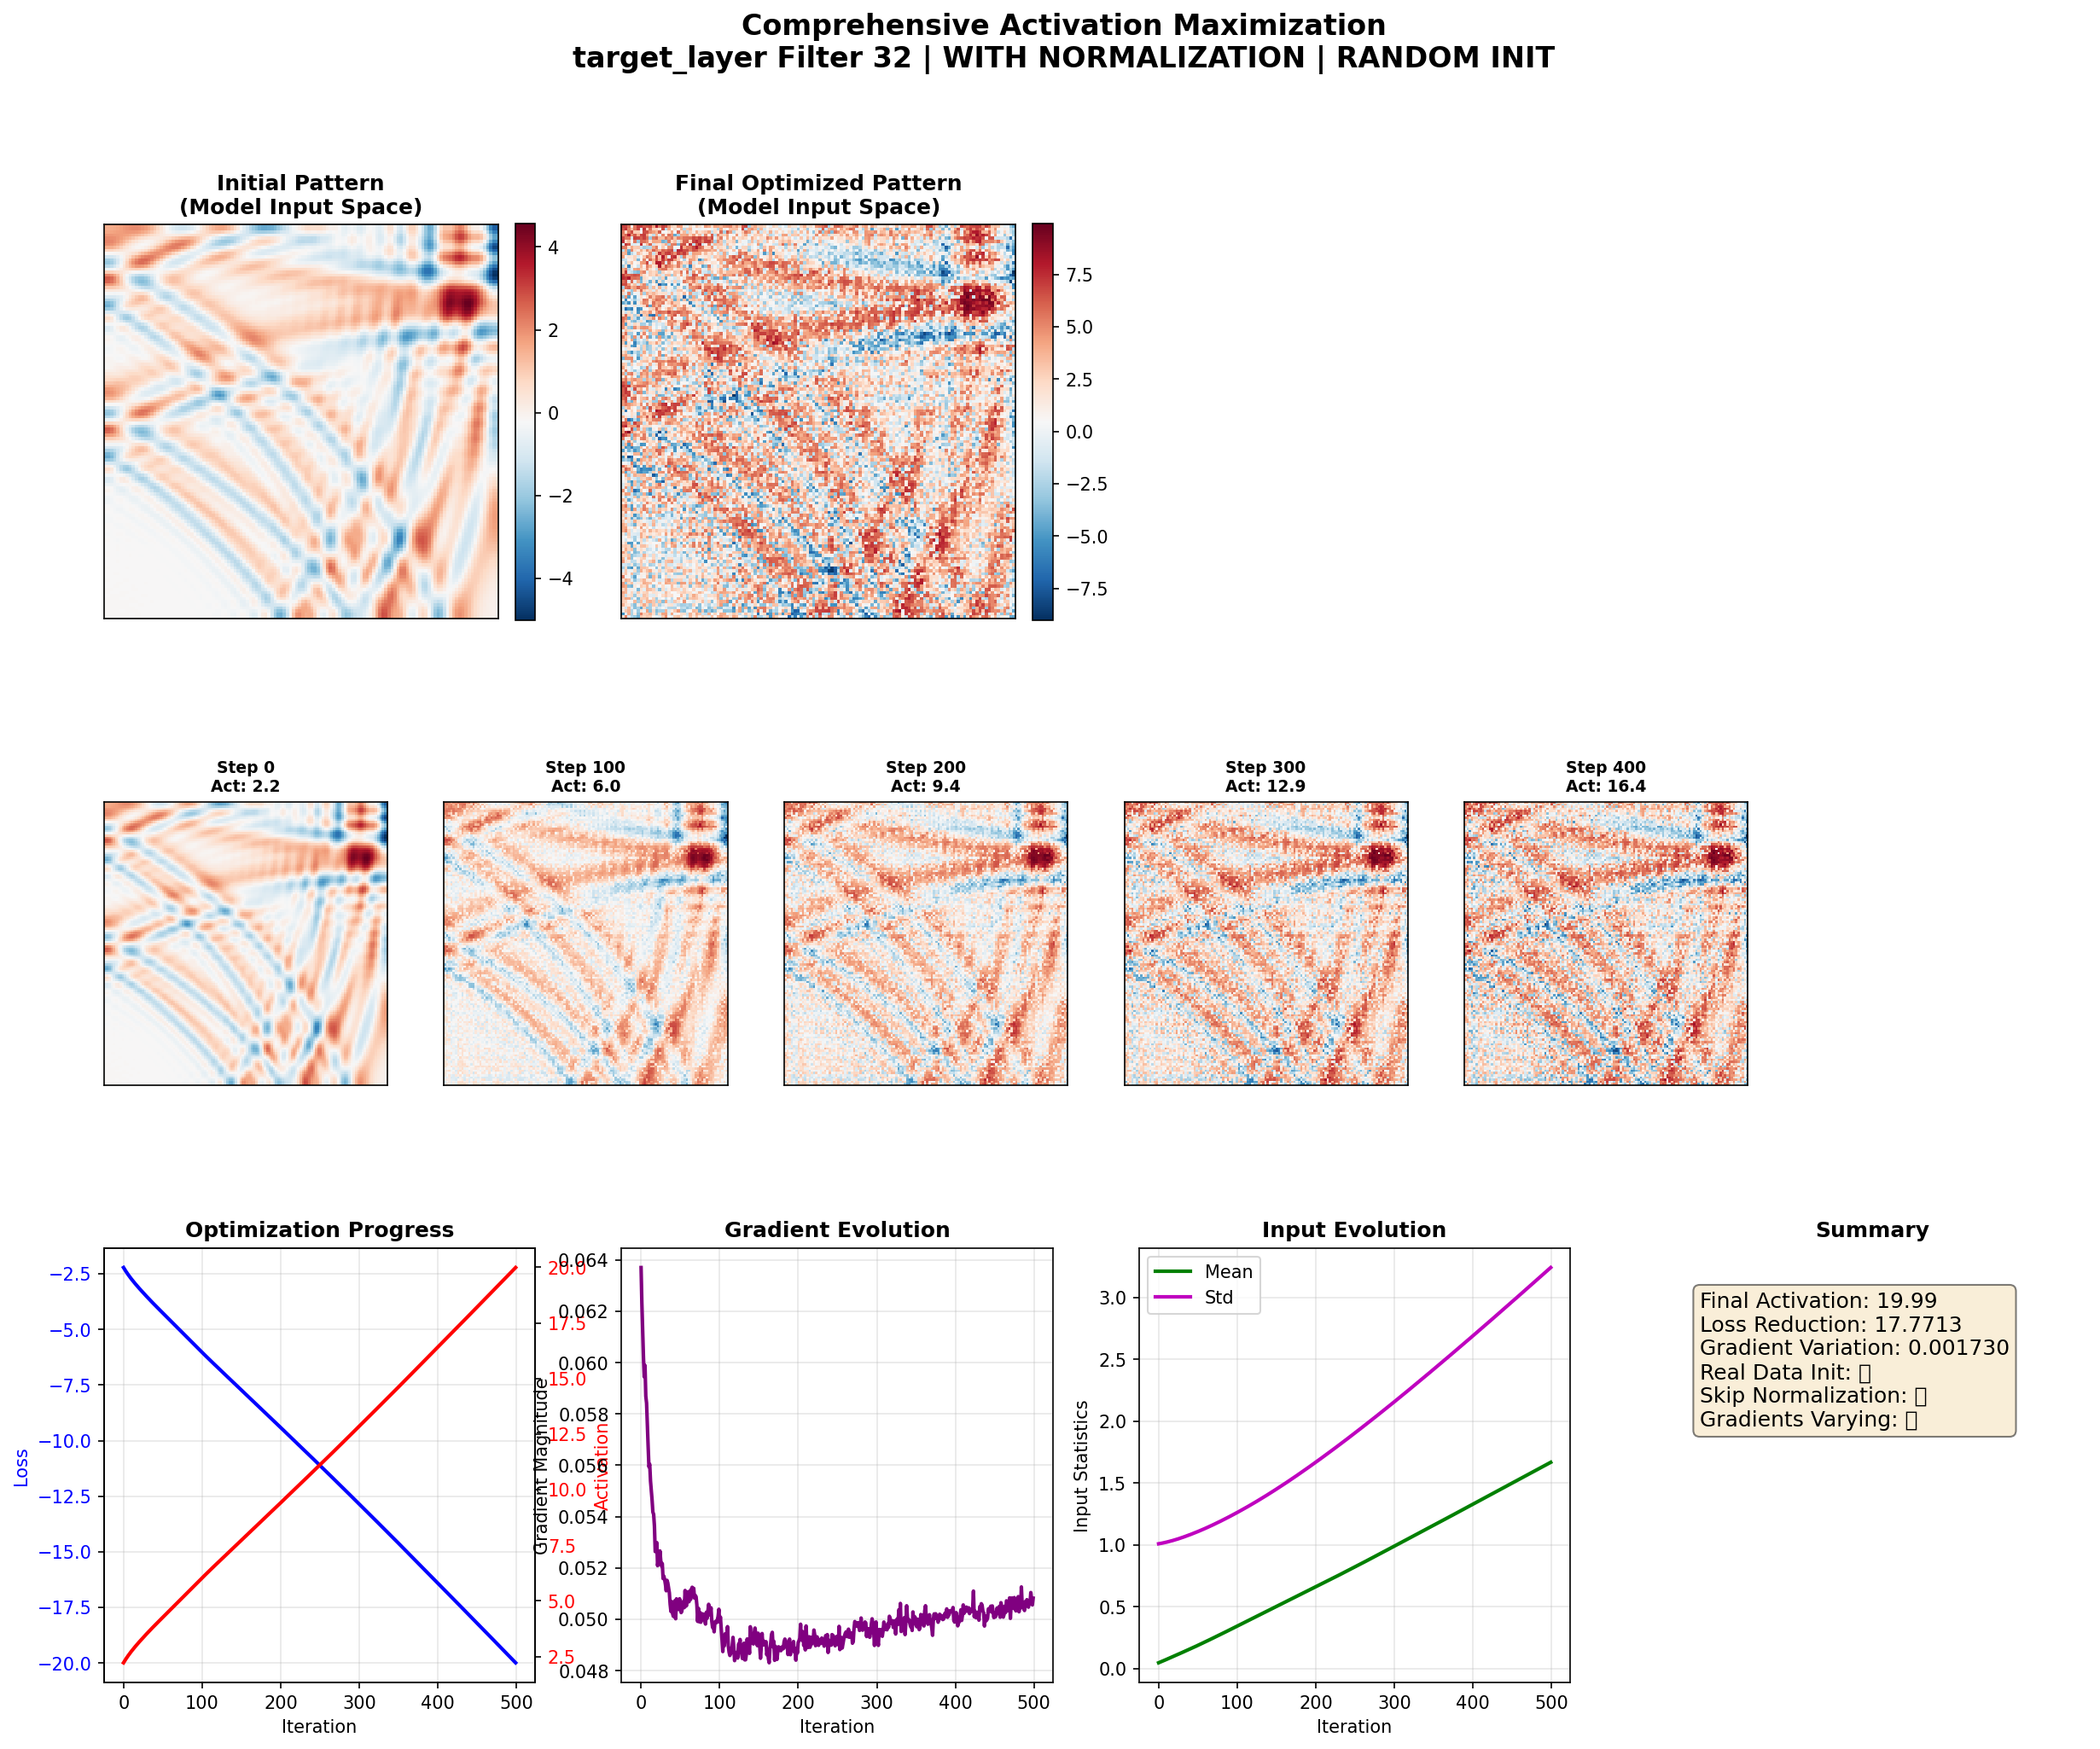 Comprehensive Activation Maximization
target_layer Filter 32 | WITH NORMALIZATION | RANDOM INIT
Initial Pattern
(Model Input Space)
4
2
0
−2
−4
Final Optimized Pattern
(Model Input Space)
7.5
5.0
2.5
0.0
−2.5
−5.0
−7.5
Step 0
Act: 2.2
Step 100
Act: 6.0
Step 200
Act: 9.4
Step 300
Act: 12.9
Step 400
Act: 16.4
Optimization Progress
Loss
−2.5
−5.0
−7.5
−10.0
−12.5
−15.0
−17.5
−20.0
0 100 200 300 400 500
Iteration
20.0
17.5
15.0
12.5
10.0
7.5
5.0
2.5
Activation
Gradient Evolution
Gradient Magnitude
0.064
0.062
0.060
0.058
0.056
0.054
0.052
0.050
0.048
0 100 200 300 400 500
Iteration
Input Evolution
Input Statistics
Mean
Std
3.0
2.5
2.0
1.5
1.0
0.5
0.0
0 100 200 300 400 500
Iteration
Summary
Final Activation: 19.99
Loss Reduction: 17.7713
Gradient Variation: 0.001730
Real Data Init:
Skip Normalization:
Gradients Varying: